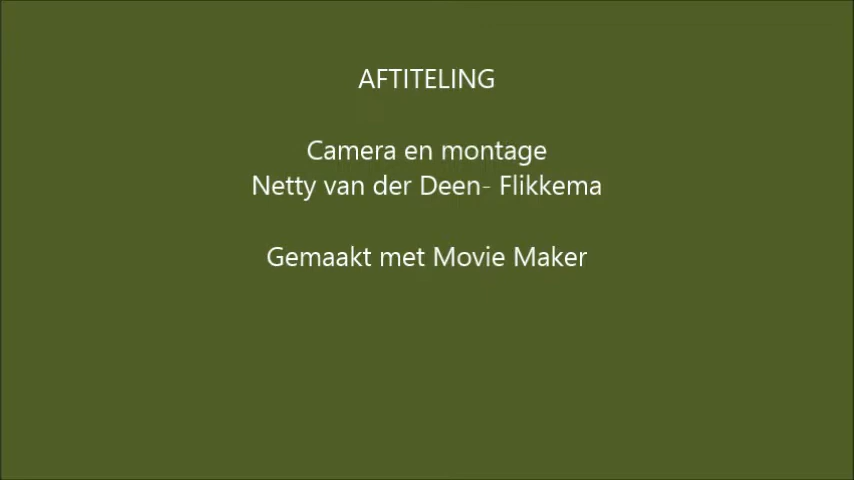 AFTITELING
Camera en montage
Netty van der Deen- Flikkema
Gemaakt met Movie Maker